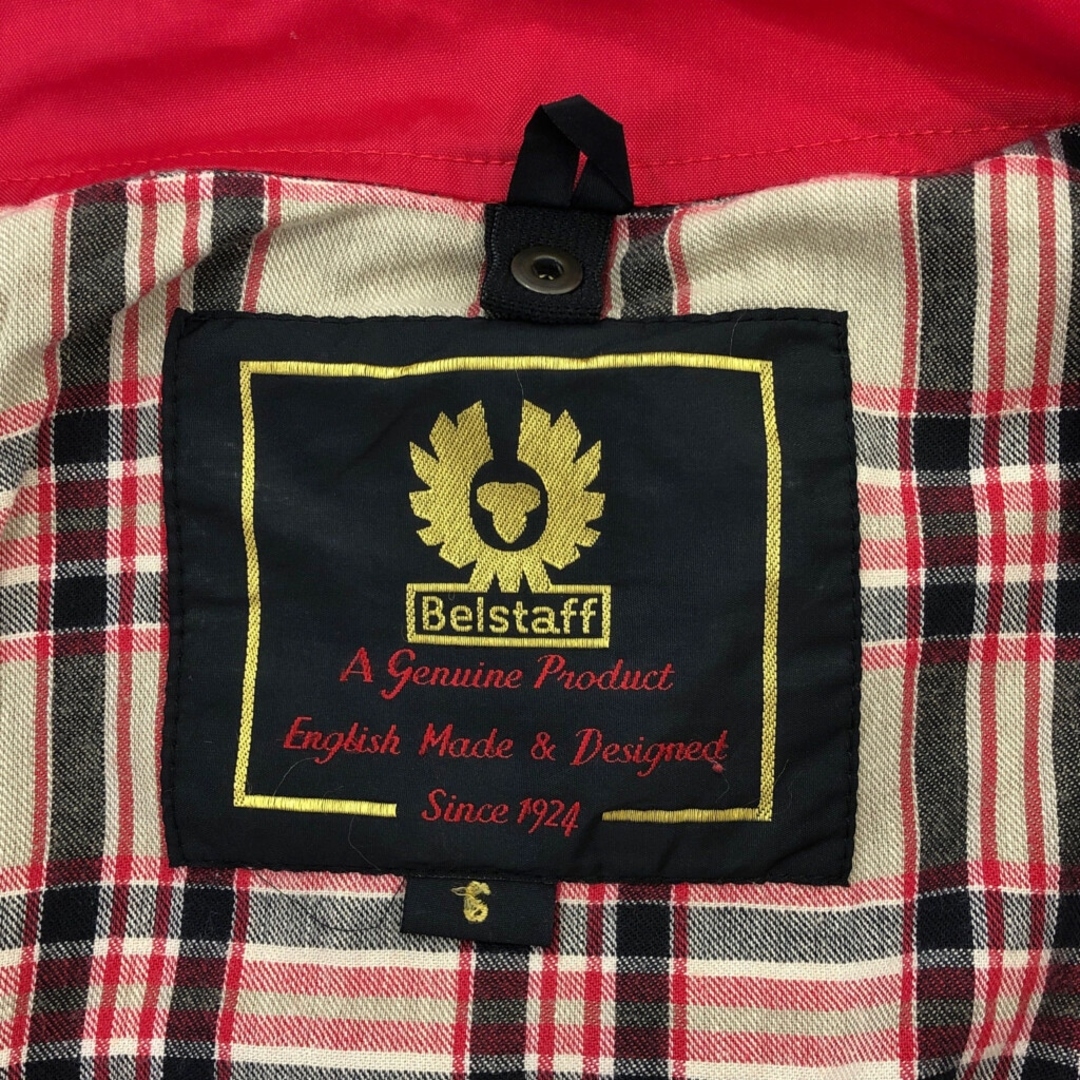 Belstaff
A Genuine Product
English Made & Designed
Since 1924